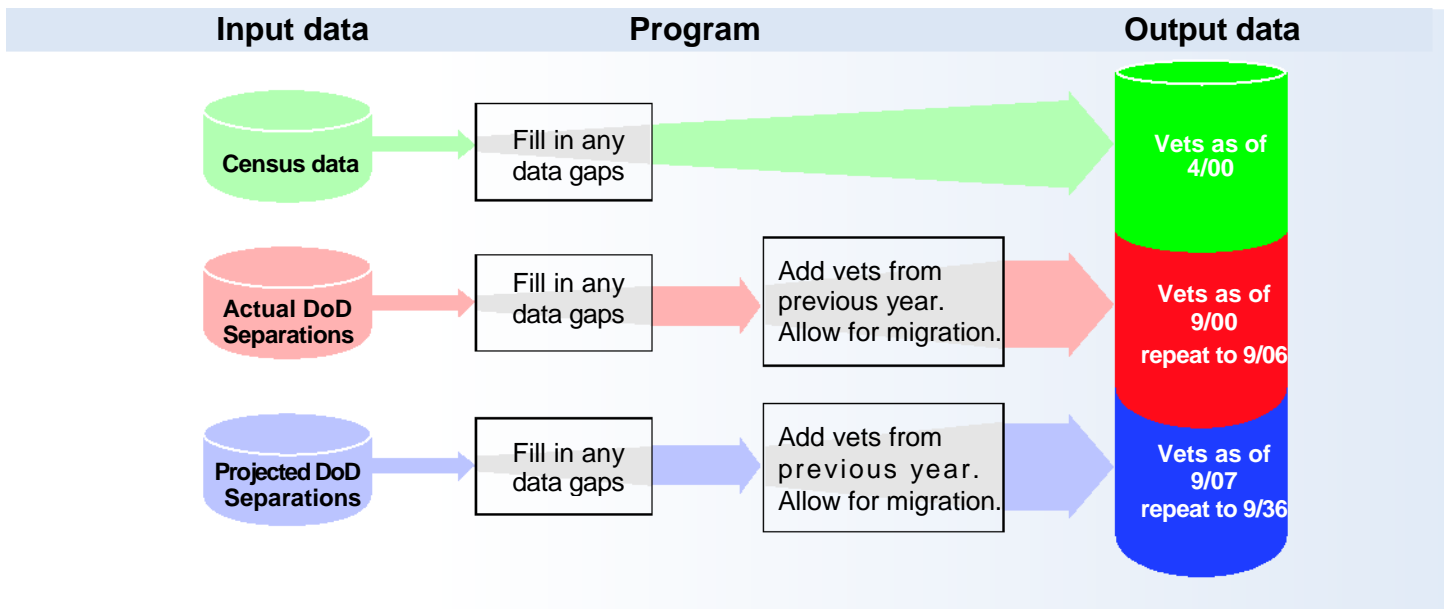 Input data
Program
Output data
Census data
Fill in any
data gaps
Vets as of
4/00
Actual DoD
Separations
Fill in any
data gaps
Add vets from
previous year.
Allow for migration.
Vets as of
9/00
repeat to 9/06
Projected DoD
Separations
Fill in any
data gaps
Add vets from
previous year.
Allow for migration.
Vets as of
9/07
repeat to 9/36